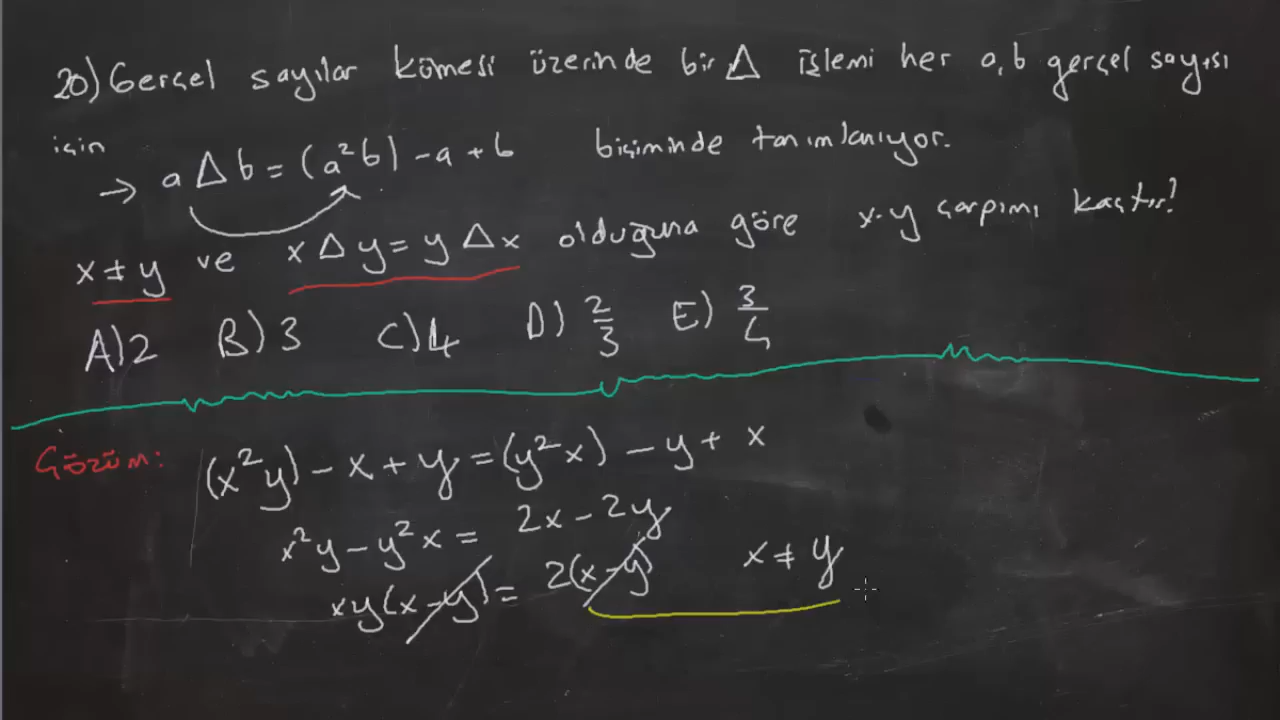 20) Gerçel sayılar kümesi üzerinde bir Δ işlemi her a,b gerçel sayısı
için
→ a Δ b = (a²b) - a + b biçiminde tanımlanıyor.
x ≠ y ve x Δ y = y Δ x olduğuna göre x.y çarpımı kaçtır?
A) 2 B) 3 C) 4 D) 2/3 E) 3/4
Çözüm: (x²y) - x + y = (y²x) - y + x
x²y - y²x = 2x - 2y
xy(x-y) = 2(x-y) x ≠ y